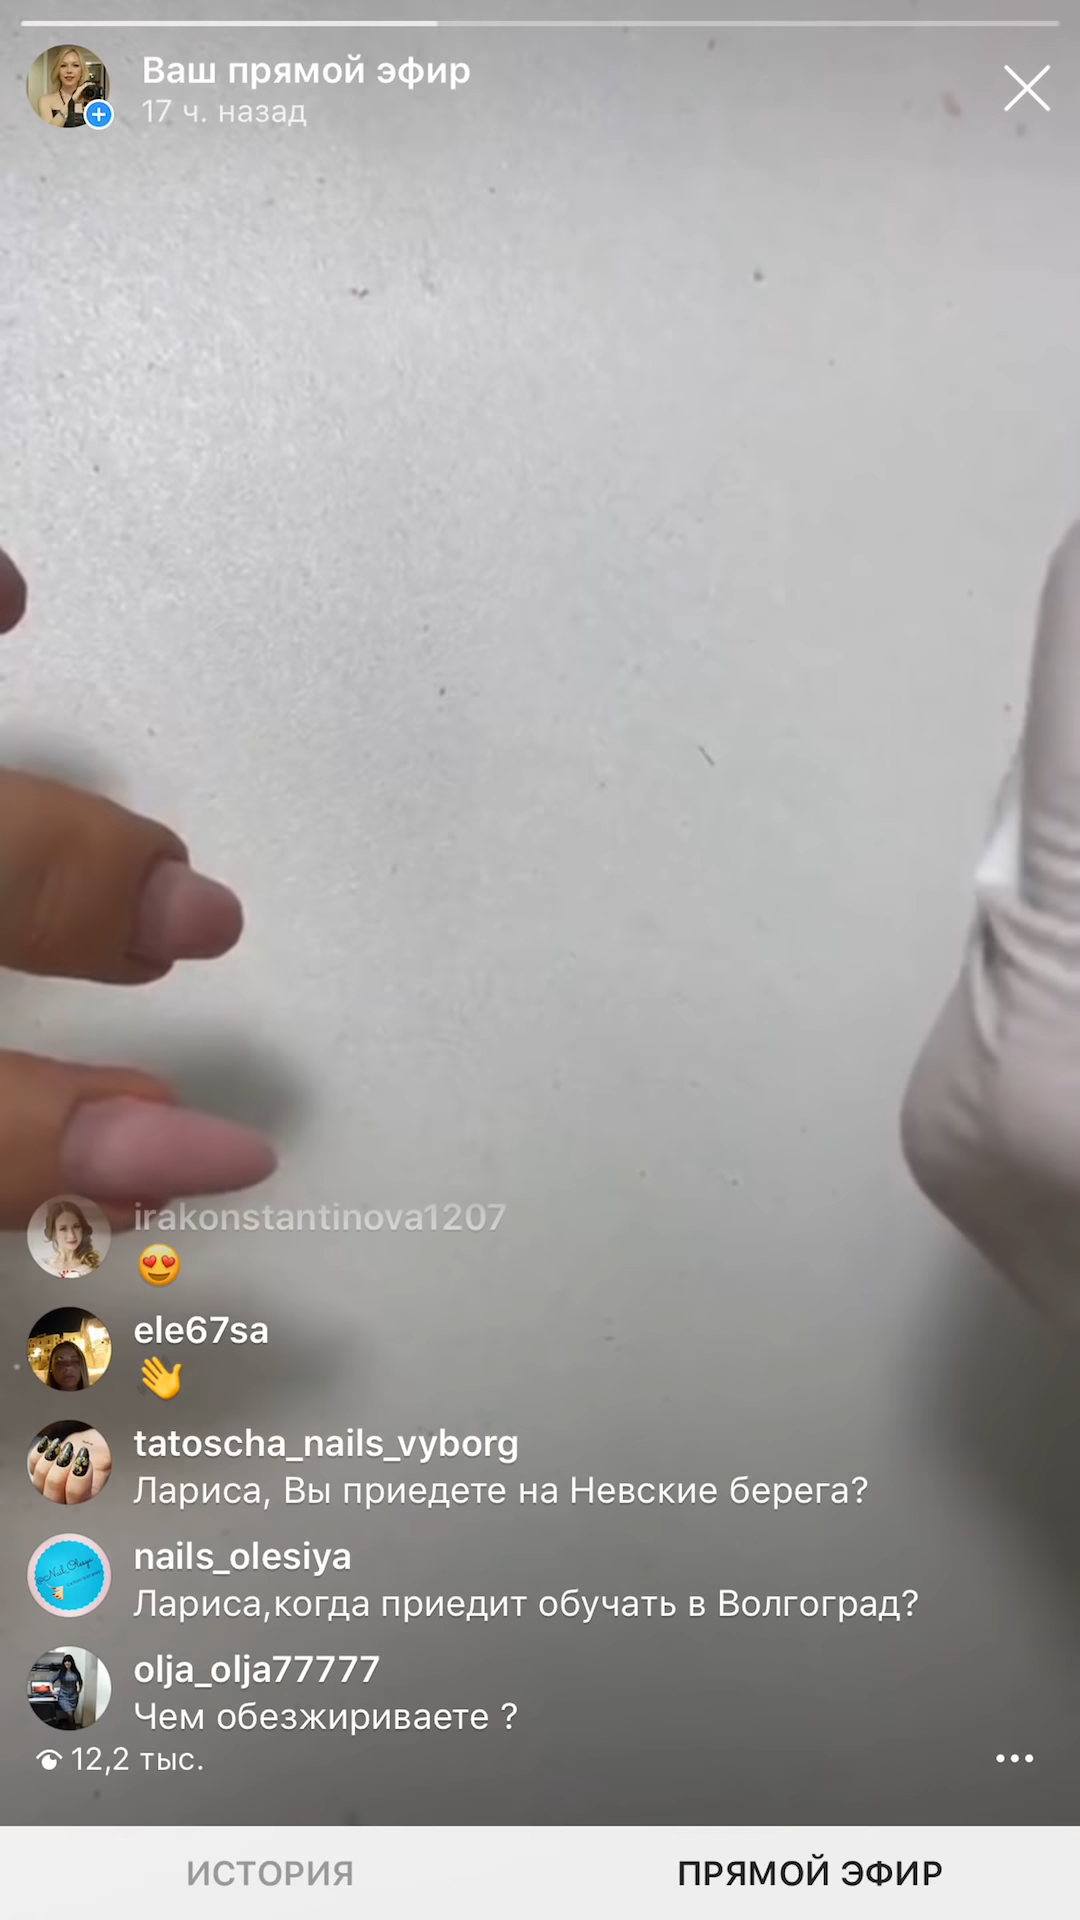 Ваш прямой эфир
17 ч. назад
irakonstantinova1207
😍
ele67sa
👋
tatoscha_nails_vyborg
Лариса, Вы приедете на Невские берега?
nails_olesiya
Лариса,когда приедит обучать в Волгоград?
olja_olja77777
Чем обезжириваете ?
12,2 тыс.
ИСТОРИЯ
ПРЯМОЙ ЭФИР